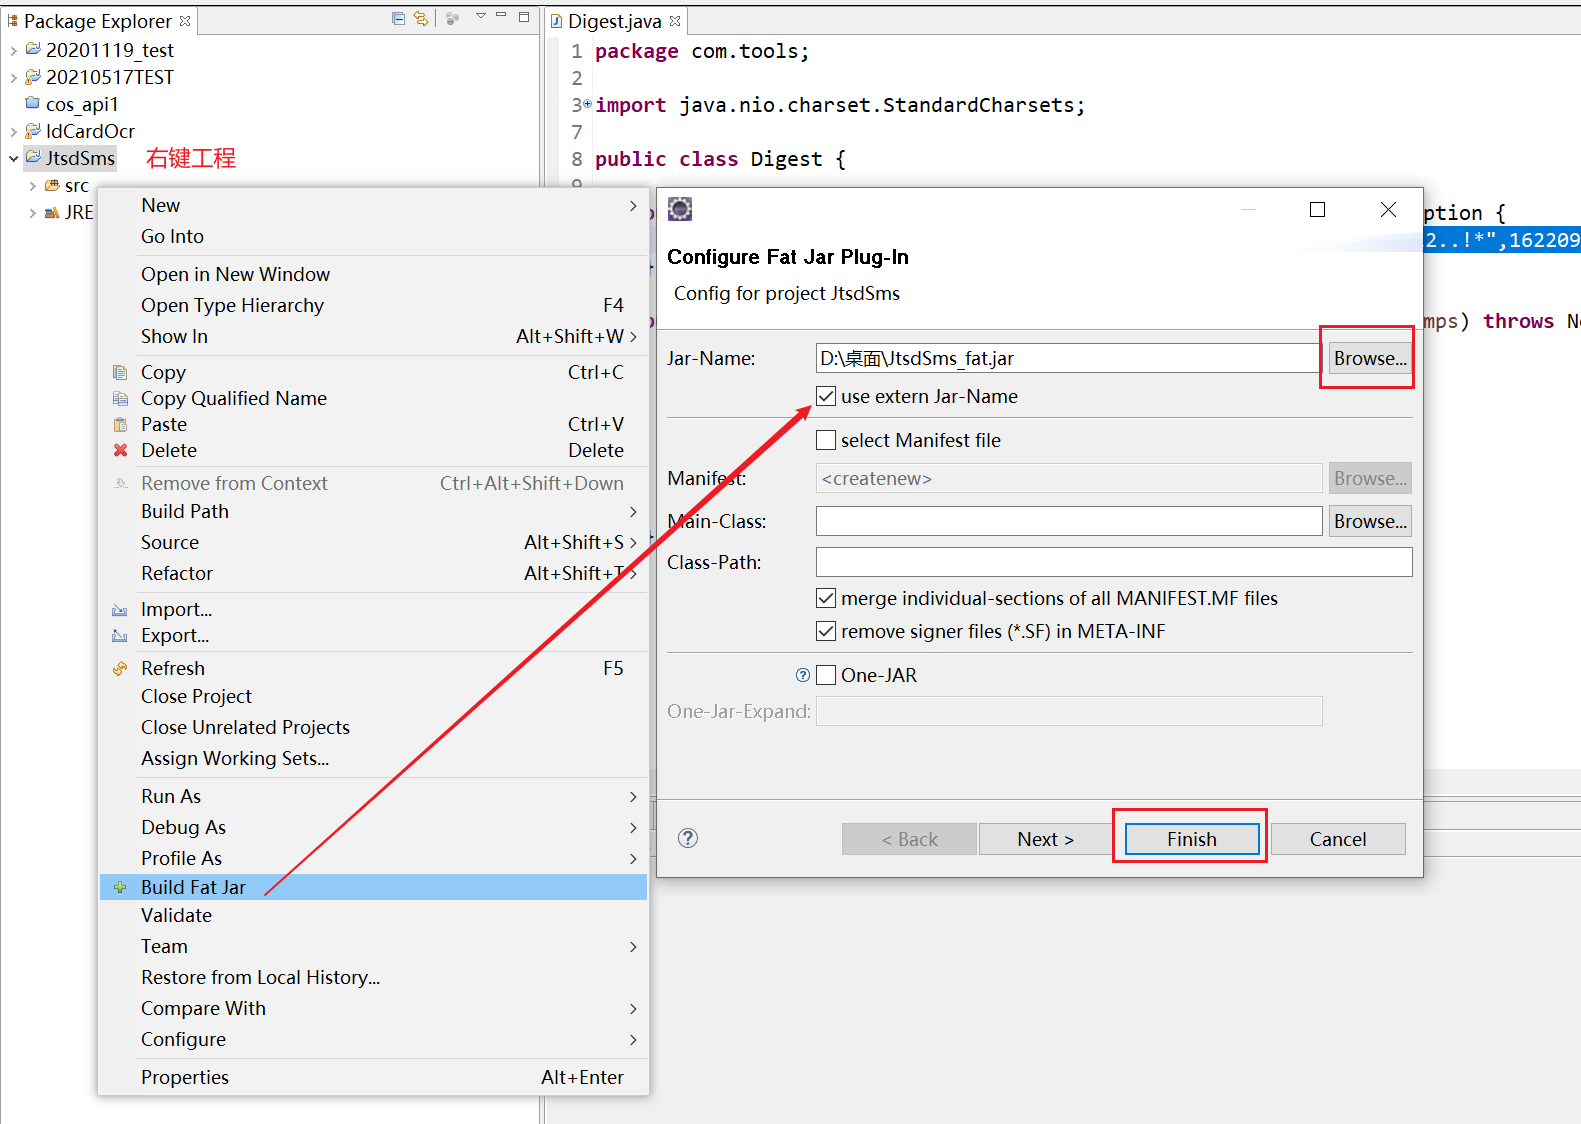 Package Explorer
20201119_test
20210517TEST
cos_api1
IdCardOcr
JtsdSms 右键工程
src
JRE
Digest.java
1 package com.tools;
2
3 import java.nio.charset.StandardCharsets;
7
8 public class Digest {
9
ption {
2..!*",162209
mps) throws N
New
Go Into
Open in New Window
Open Type Hierarchy F4
Show In Alt+Shift+W
Copy Ctrl+C
Copy Qualified Name
Paste Ctrl+V
Delete Delete
Remove from Context Ctrl+Alt+Shift+Down
Build Path
Source Alt+Shift+S
Refactor Alt+Shift+T
Import...
Export...
Refresh F5
Close Project
Close Unrelated Projects
Assign Working Sets...
Run As
Debug As
Profile As
Build Fat Jar
Validate
Team
Restore from Local History...
Compare With
Configure
Properties Alt+Enter
Configure Fat Jar Plug-In
Config for project JtsdSms
Jar-Name: D:\桌面\JtsdSms_fat.jar Browse...
use extern Jar-Name
select Manifest file
Manifest: <createnew> Browse...
Main-Class: Browse...
Class-Path:
merge individual-sections of all MANIFEST.MF files
remove signer files (*.SF) in META-INF
One-JAR
One-Jar-Expand:
< Back Next > Finish Cancel